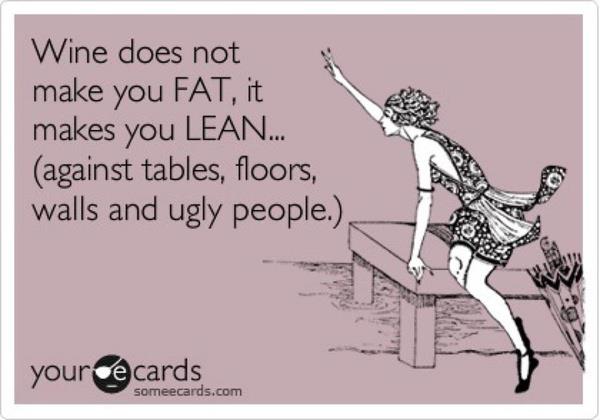 Wine does not
make you FAT, it
makes you LEAN...
(against tables, floors,
walls and ugly people.)
your e cards
someecards.com